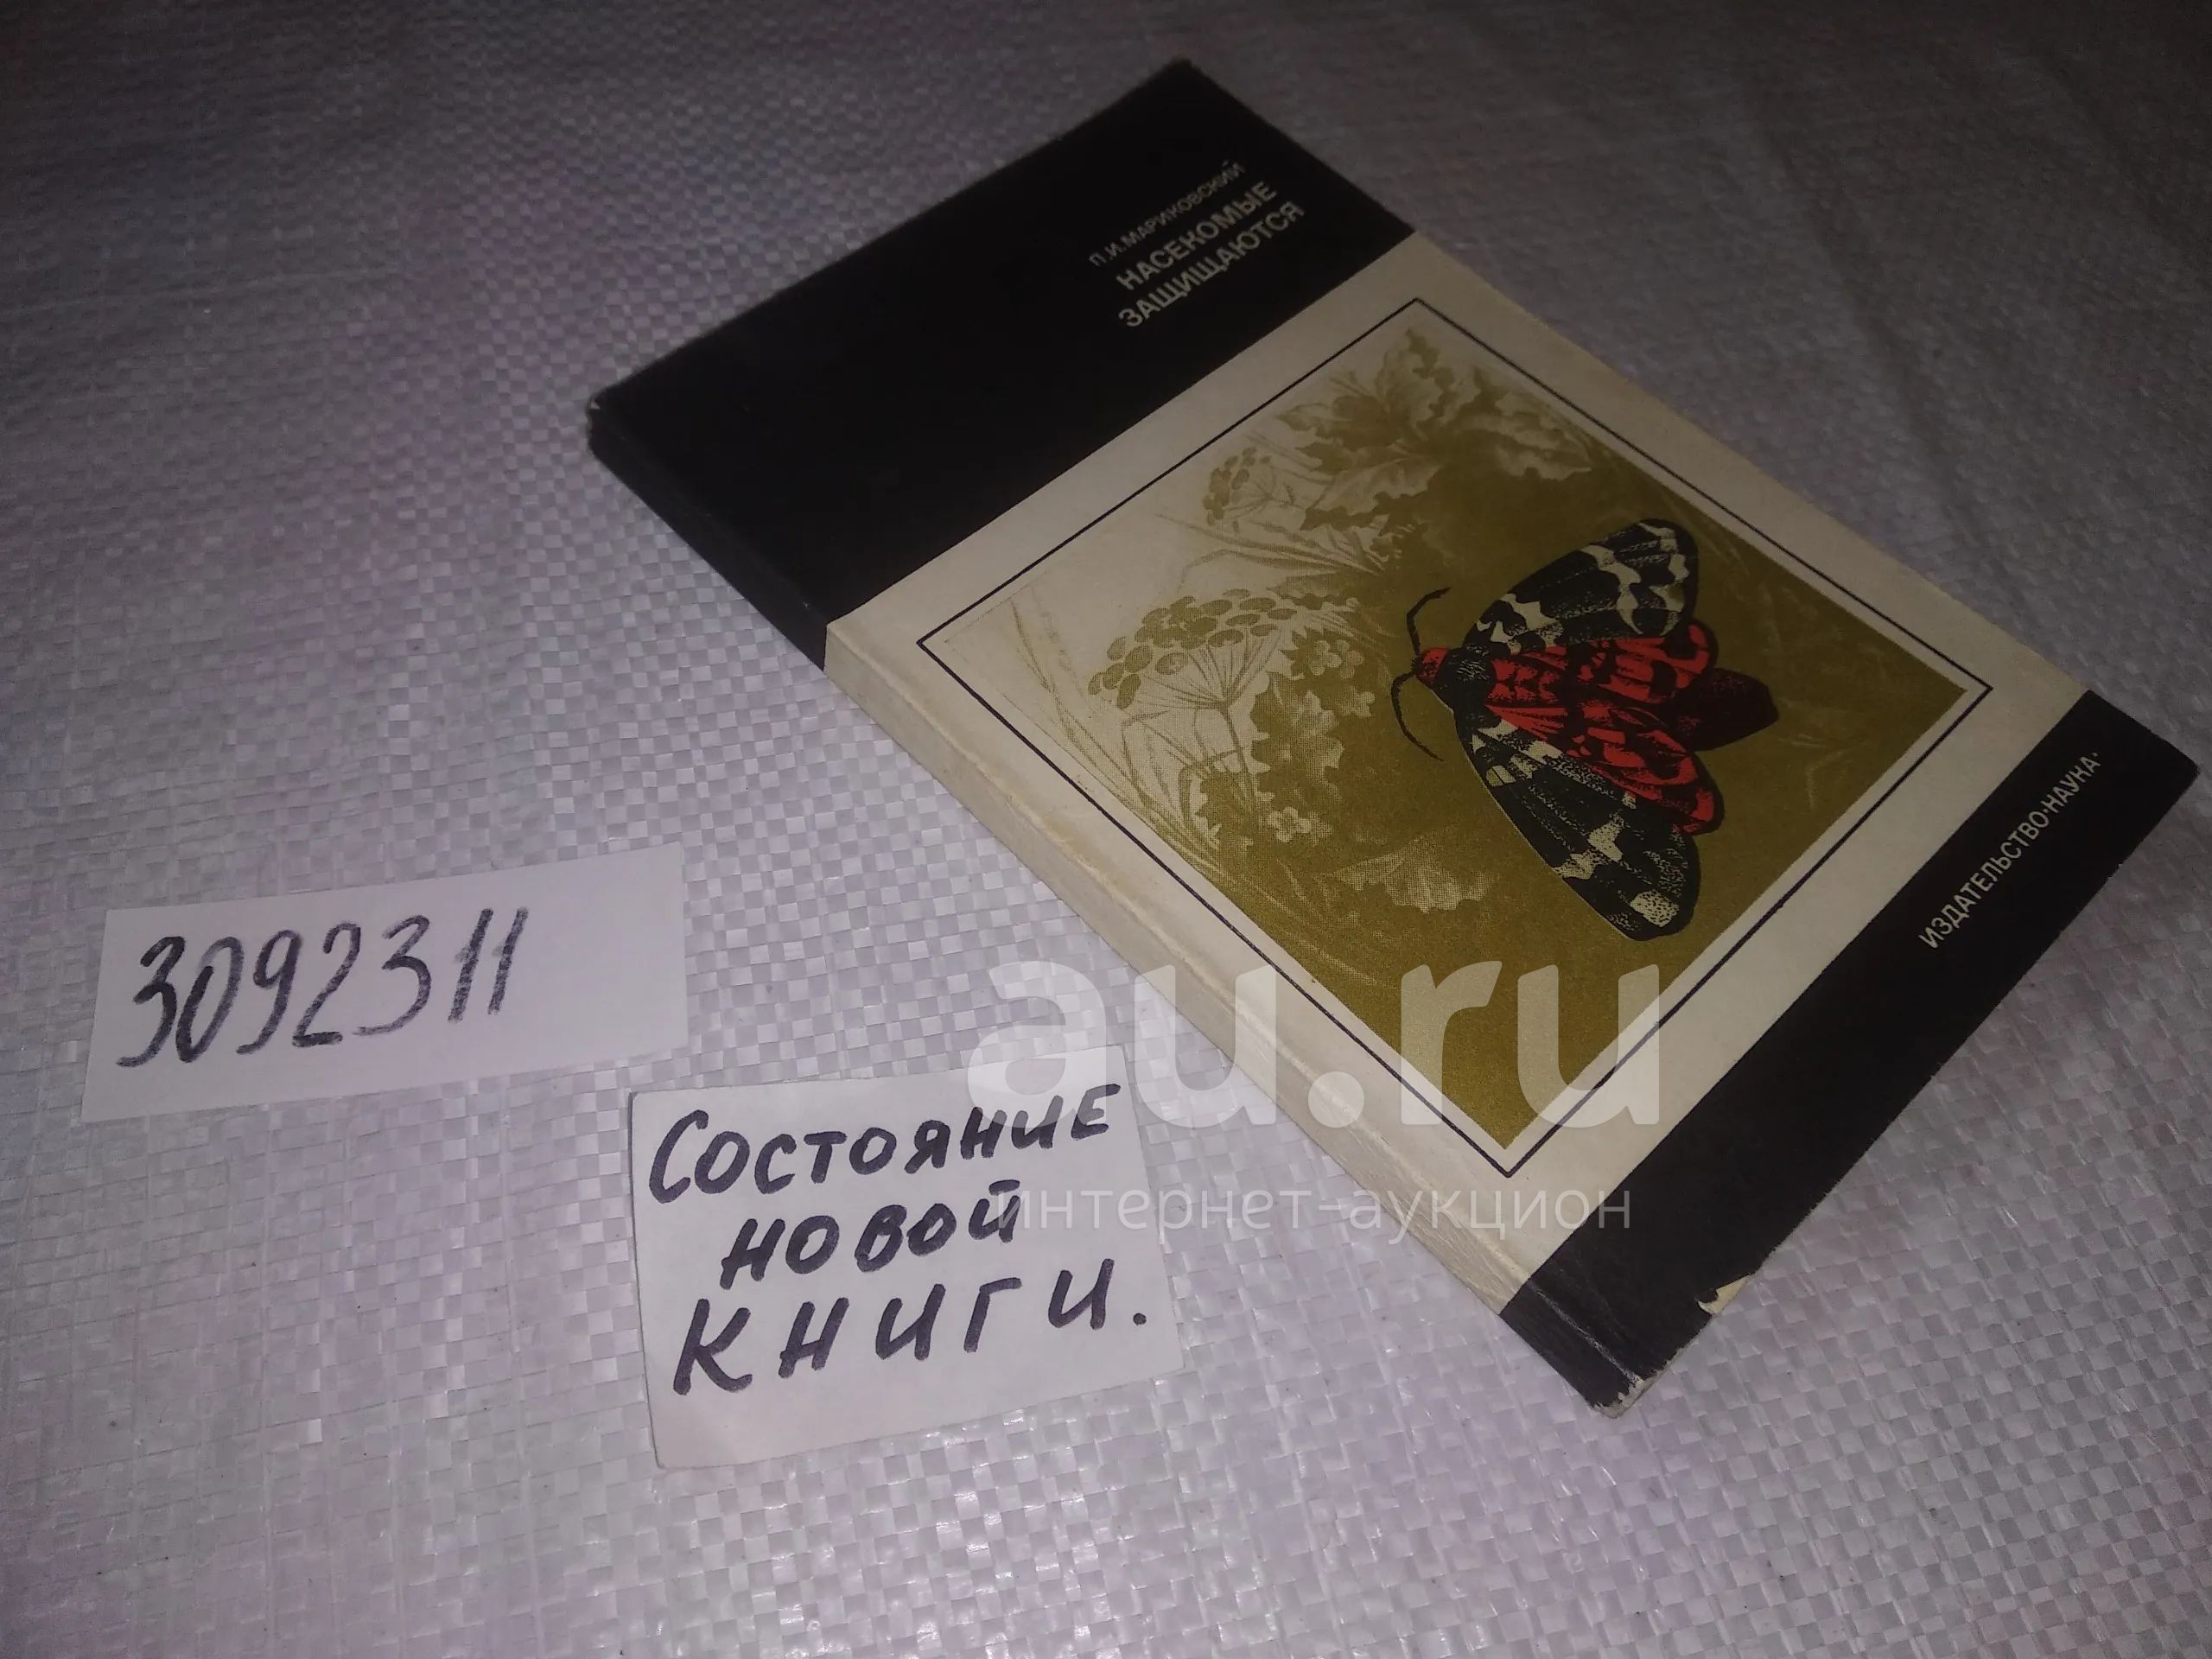 П.И.МАРИКОВСКИЙ
НАСЕКОМЫЕ
ЗАЩИЩАЮТСЯ
ИЗДАТЕЛЬСТВО·НАУКА·
3092311
СОСТОЯНИЕ
НОВОЙ
КНИГИ.
au.ru
интернет-аукцион